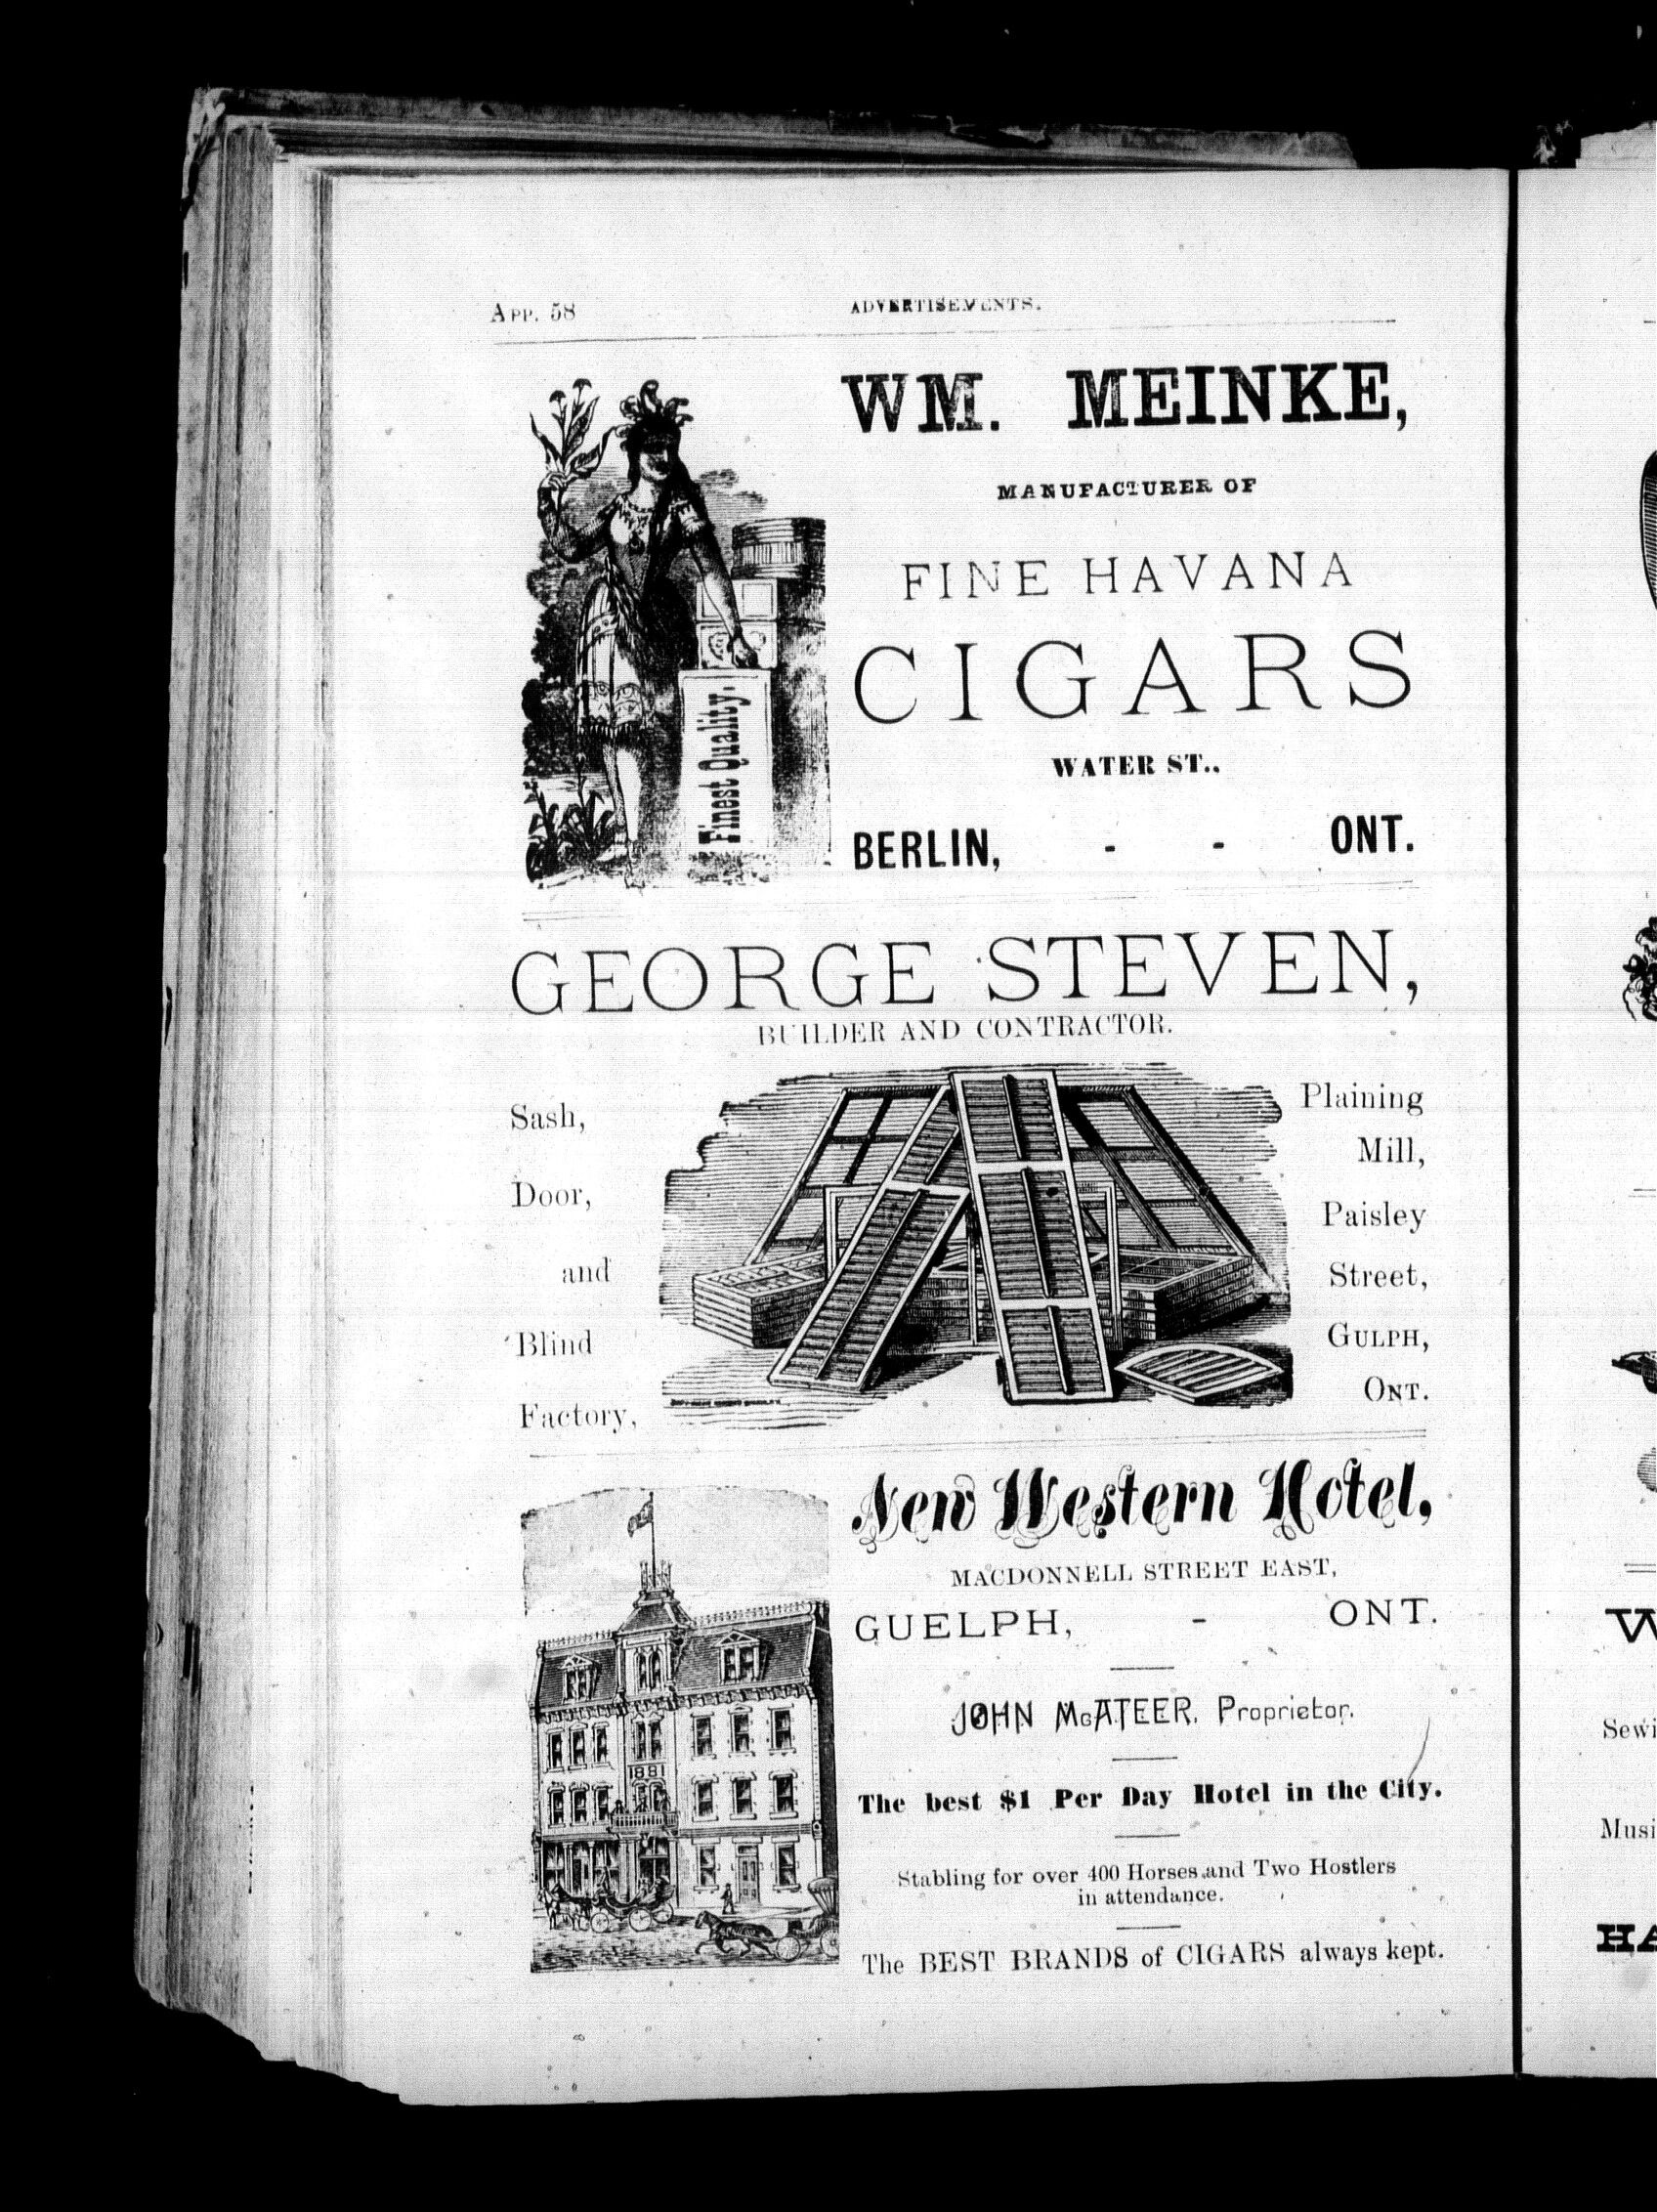 APP. 58
ADVERTISEMENTS.
WM. MEINKE,
MANUFACTURER OF
FINE HAVANA
CIGARS
WATER ST.,
BERLIN, - - ONT.
Finest Quality.
GEORGE STEVEN,
BUILDER AND CONTRACTOR.
Sash,
Door,
and
Blind
Factory,
Plaining
Mill,
Paisley
Street,
GULPH,
ONT.
New Western Hotel,
MACDONNELL STREET EAST,
GUELPH, - ONT.
JOHN McATEER, Proprietor.
The best $1 Per Day Hotel in the City.
Stabling for over 400 Horses and Two Hostlers
in attendance.
The BEST BRANDS of CIGARS always kept.
1881
W
Sewi
Musi
HA